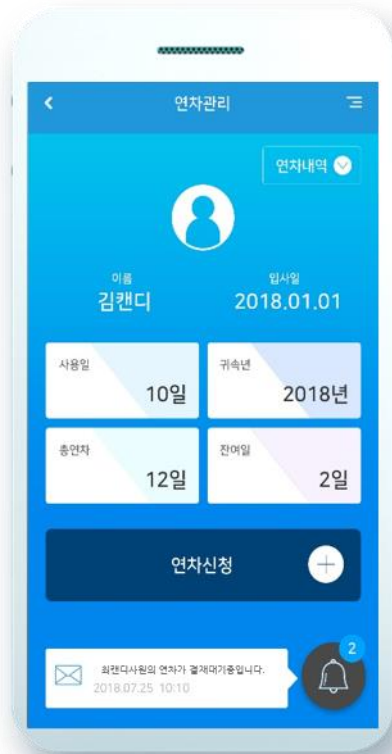 연차관리
연차내역
이름
김캔디
입사일
2018.01.01
사용일
10일
귀속년
2018년
총연차
12일
잔여일
2일
연차신청
2
최캔디사원의 연차가 결재대기중입니다.
2018.07.25 10:10